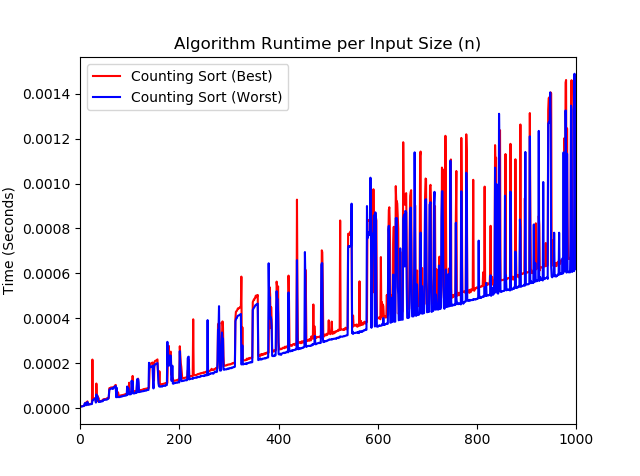 Algorithm Runtime per Input Size (n)
Counting Sort (Best)
Counting Sort (Worst)
Time (Seconds)
0.0014
0.0012
0.0010
0.0008
0.0006
0.0004
0.0002
0.0000
0 200 400 600 800 1000